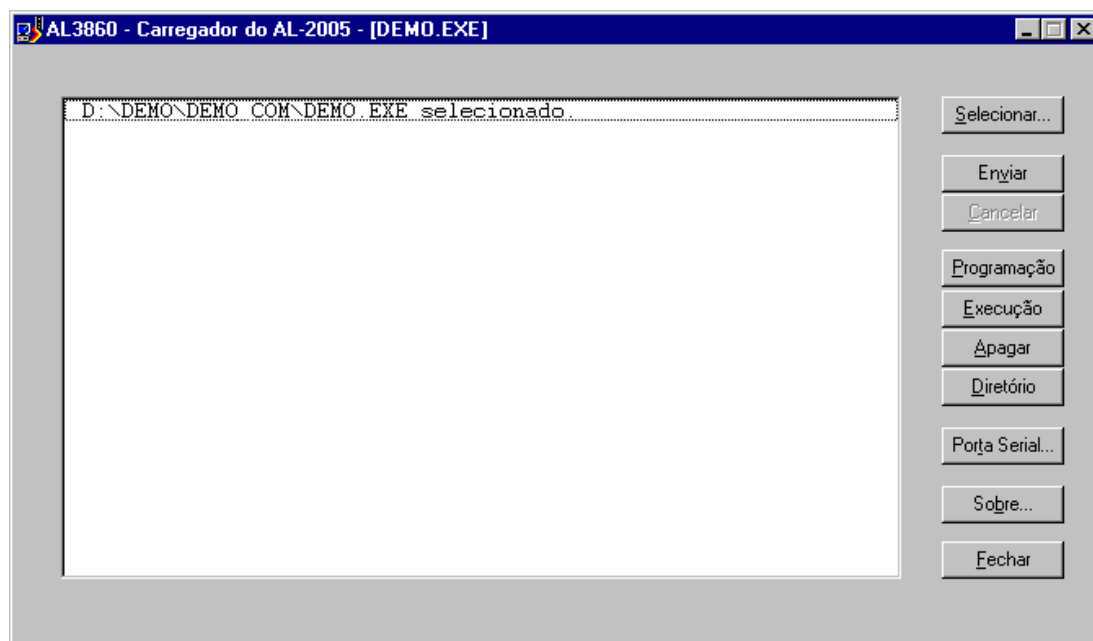 AL3860 - Carregador do AL-2005 - [DEMO.EXE]
D:\DEMO\DEMO COM\DEMO.EXE selecionado.
Selecionar...
Enviar
Cancelar
Programação
Execução
Apagar
Diretório
Porta Serial...
Sobre...
Fechar